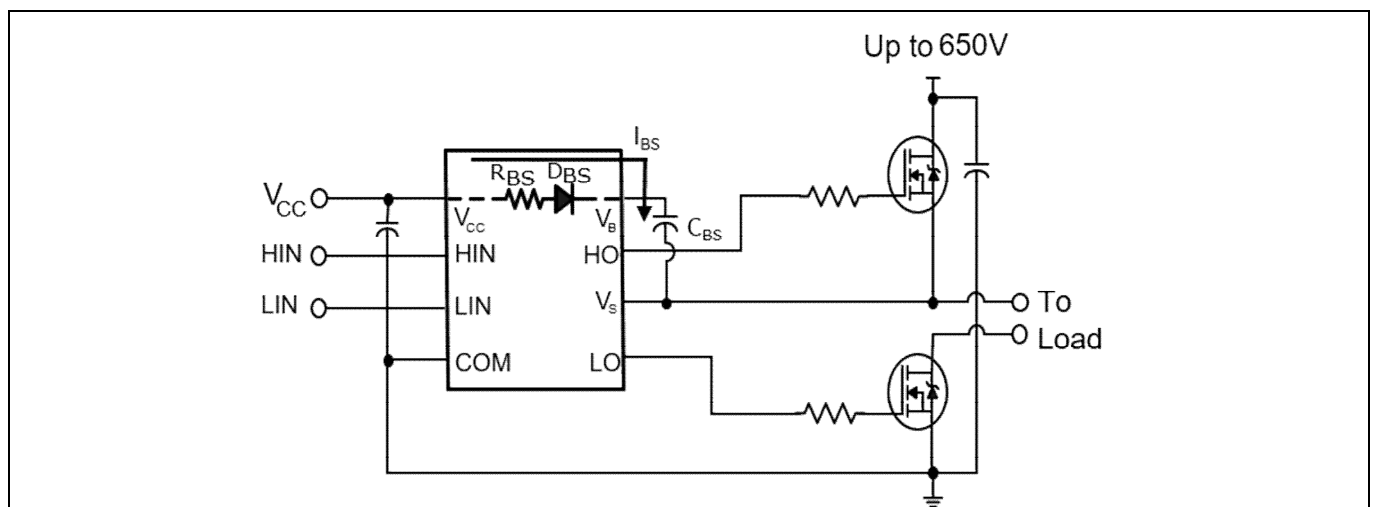 Up to 650V
I_BS
R_BS D_BS
V_CC
V_CC V_B
C_BS
HIN HIN HO
LIN LIN V_S To
Load
COM LO